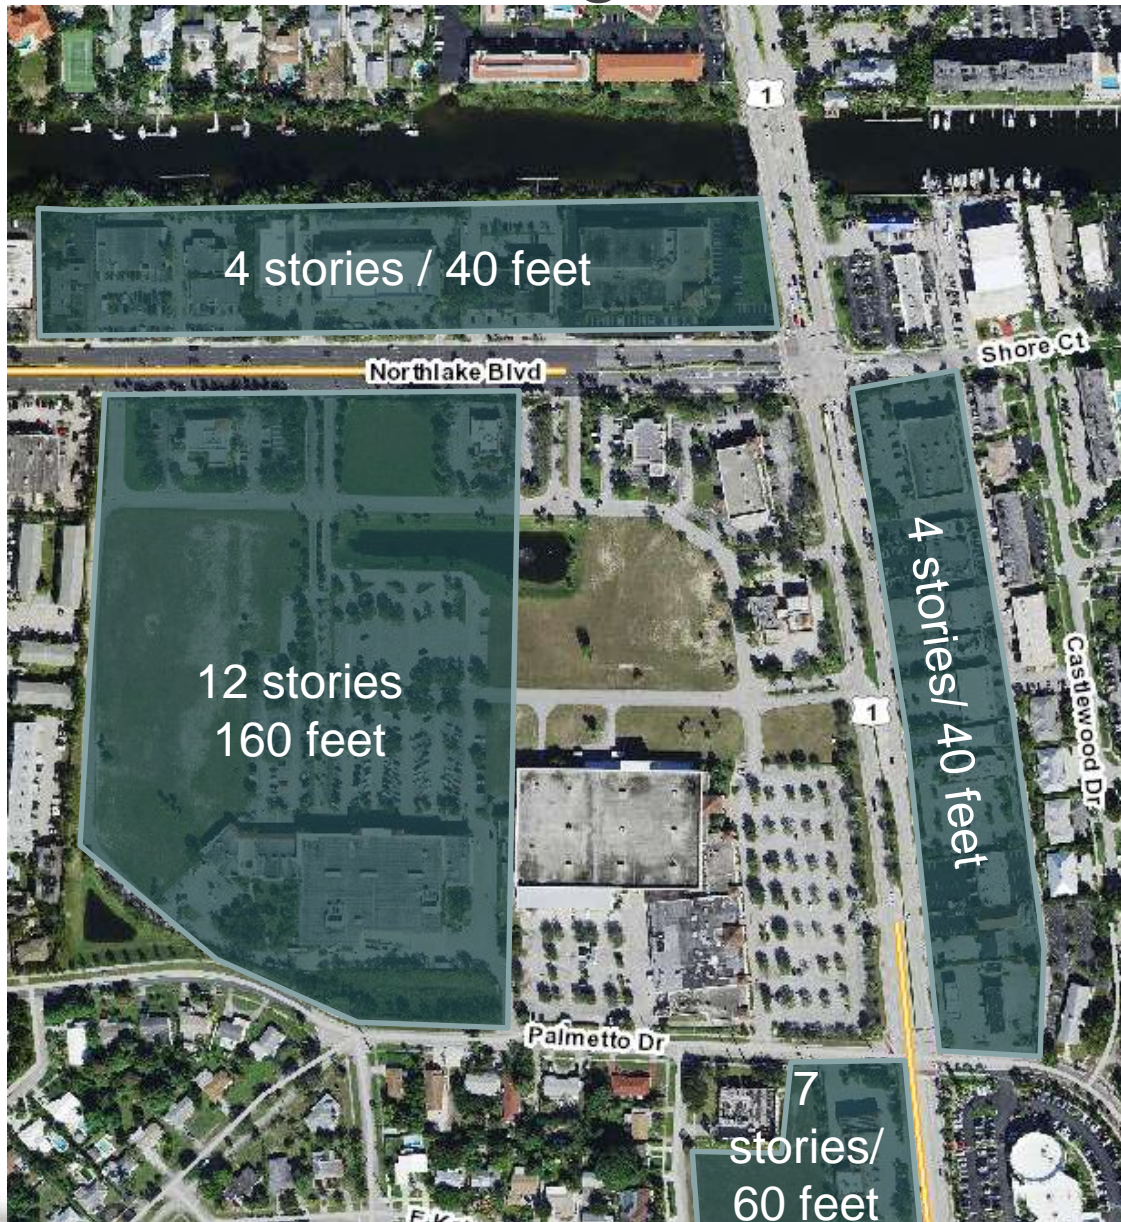 1
4 stories / 40 feet
Shore Ct
Northlake Blvd
4 stories/ 40 feet
12 stories
160 feet
Castlewood Dr
1
Palmetto Dr
7
stories/
60 feet